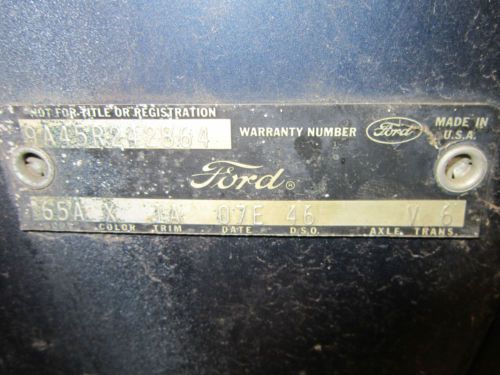 NOT FOR TITLE OR REGISTRATION
WARRANTY NUMBER
Ford
MADE IN
U.S.A.
Ford®
65A X 1A 07E 46 V 6
COLOR TRIM DATE D.S.O. AXLE TRANS.